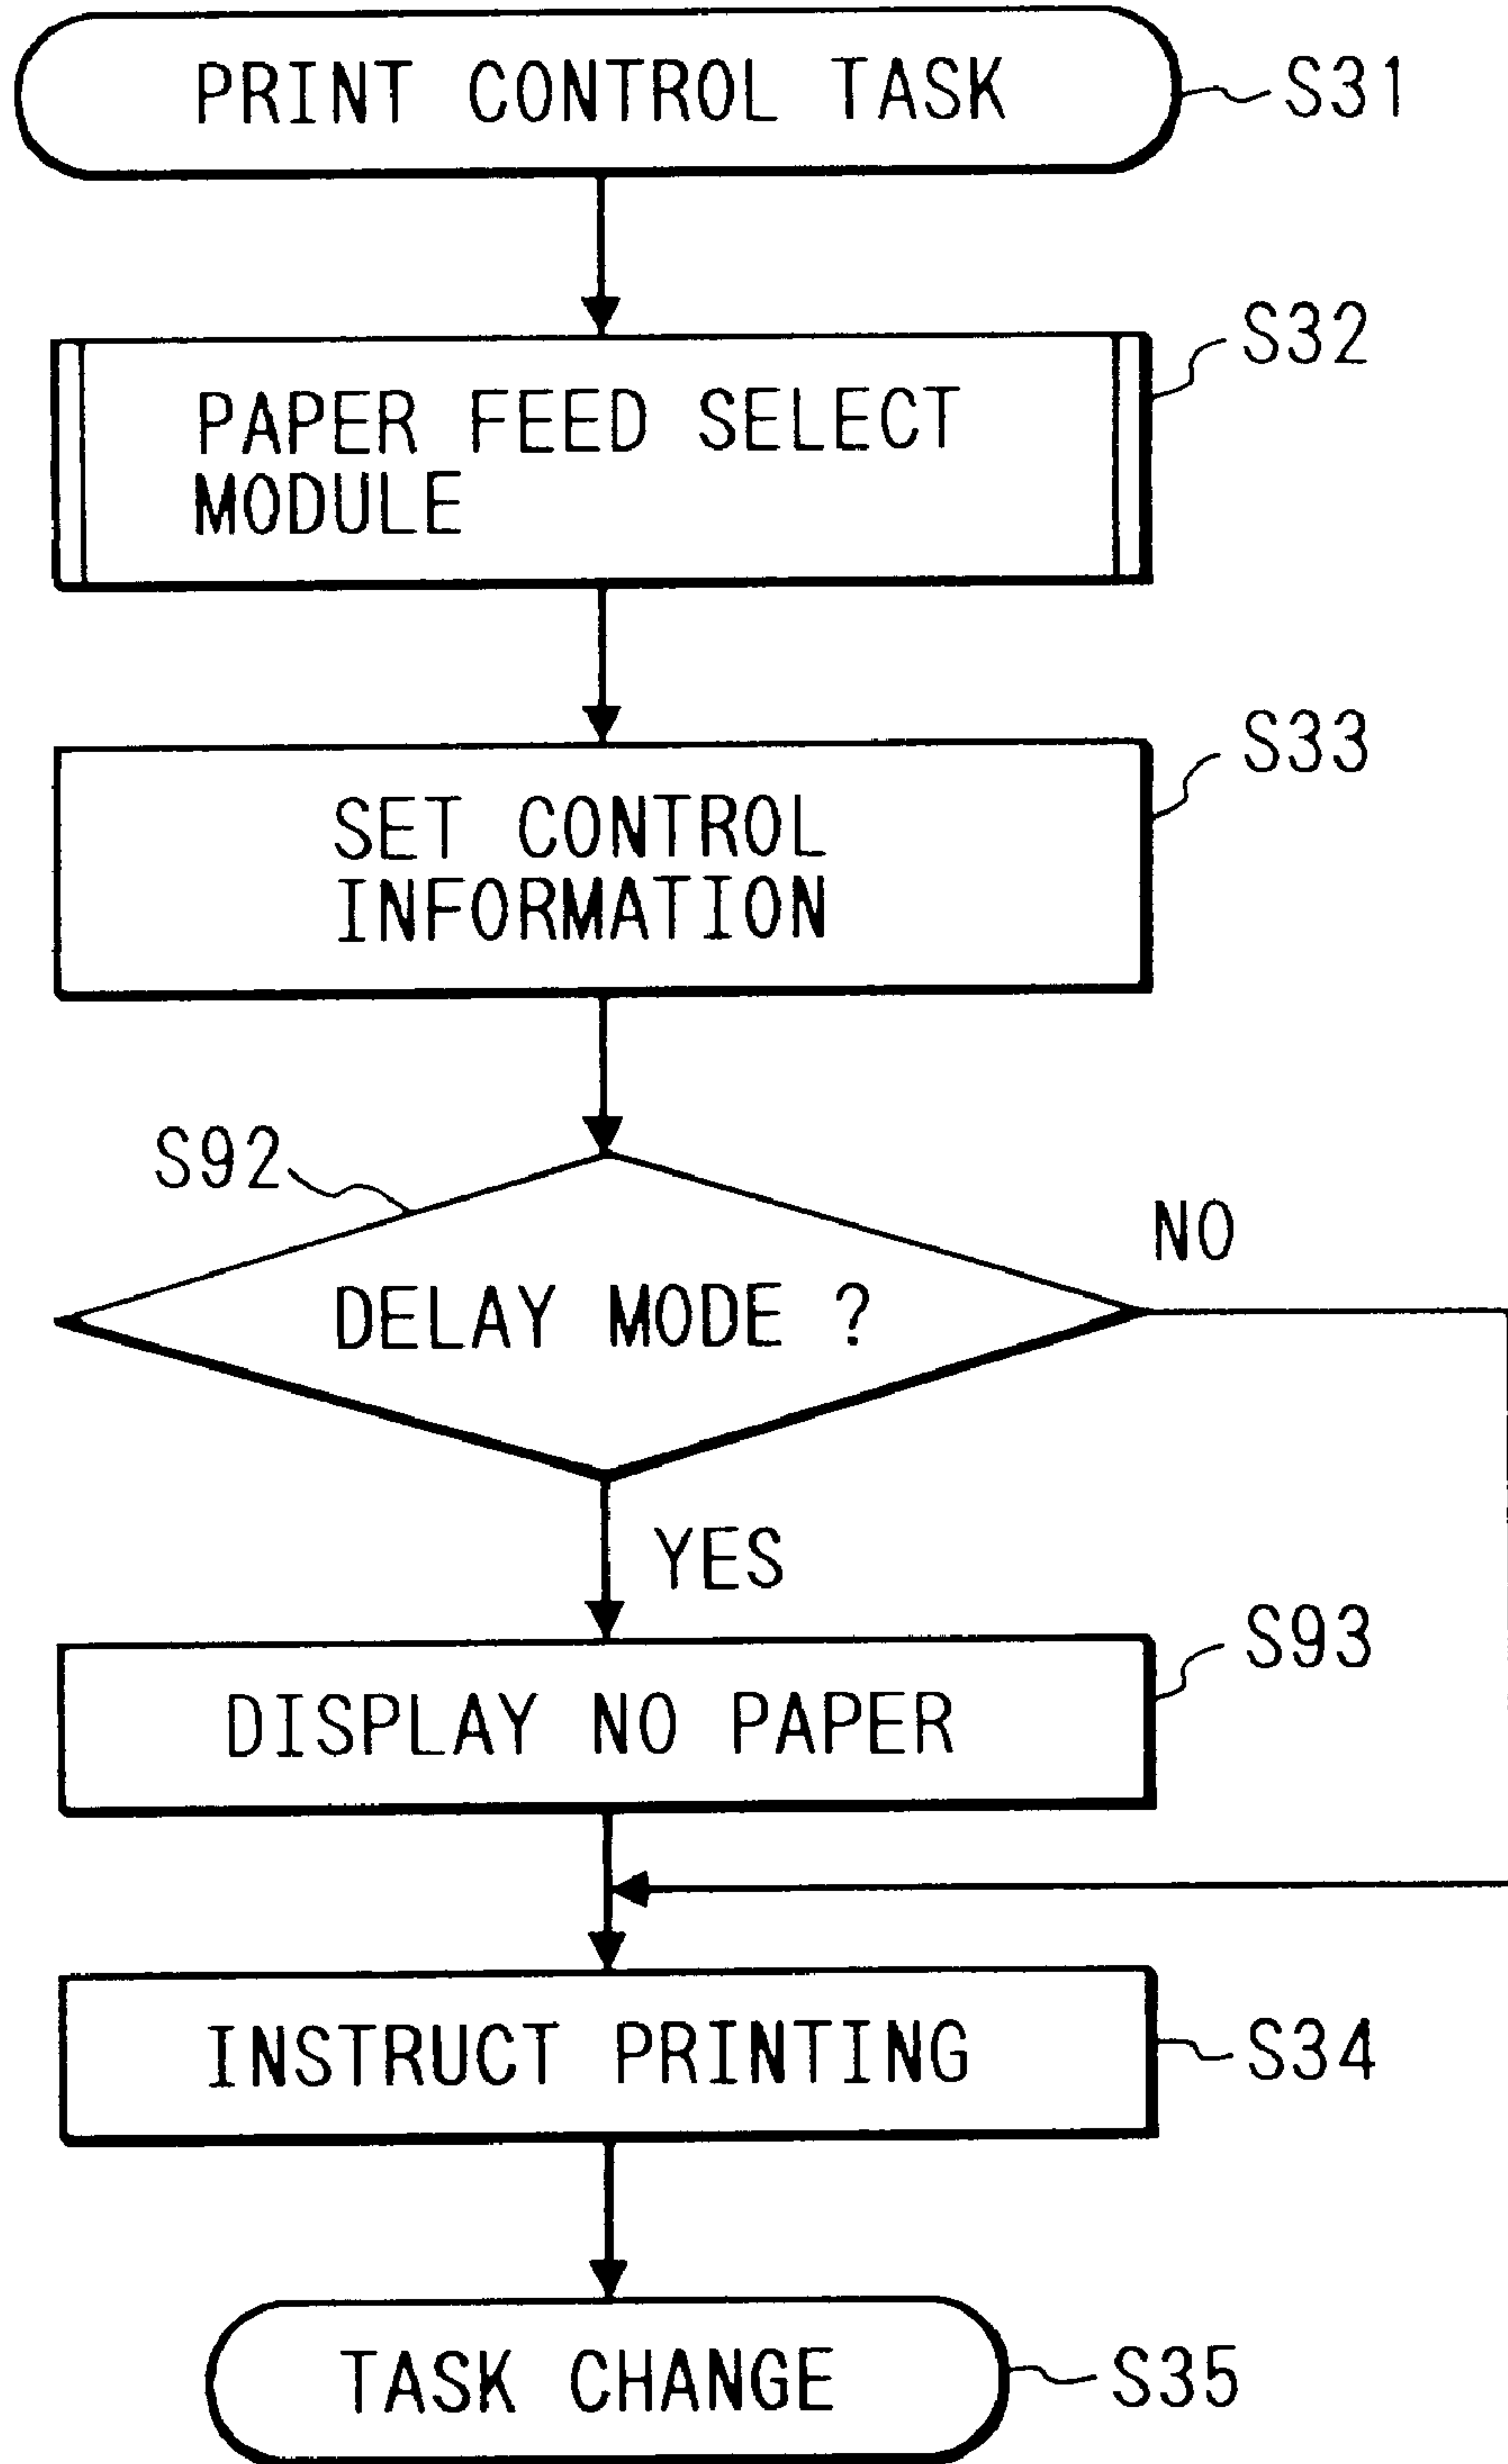 PRINT CONTROL TASK
S31
S32
PAPER FEED SELECT
MODULE
S33
SET CONTROL
INFORMATION
S92
NO
DELAY MODE ?
YES
S93
DISPLAY NO PAPER
INSTRUCT PRINTING
S34
TASK CHANGE
S35